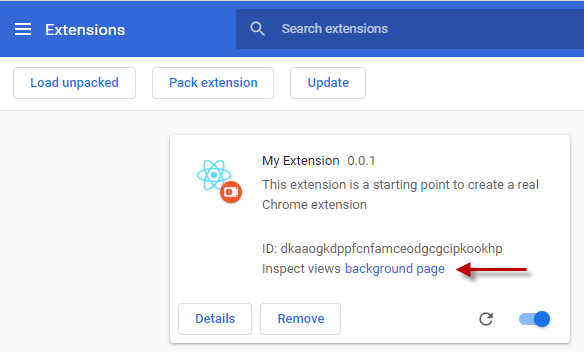 Extensions
Search extensions
Load unpacked
Pack extension
Update
My Extension 0.0.1
This extension is a starting point to create a real
Chrome extension
ID: dkaaogkdppfcnfamceodgcgcipkookhp
Inspect views background page
Details
Remove